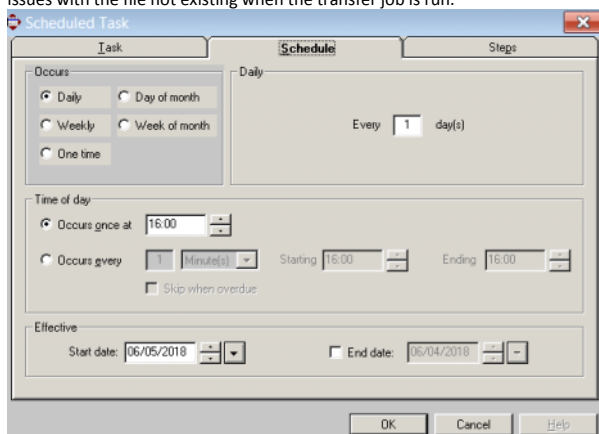 issues with the file not existing when the transfer job is run.
Scheduled Task
Task Schedule Steps
Occurs Daily
Daily Day of month
Every 1 day(s)
Weekly Week of month
One time
Time of day
Occurs once at 16:00
Occurs every 1 Minute(s) Starting 16:00 Ending 16:00
Skip when overdue
Effective
Start date: 06/05/2018 End date: 06/04/2018
OK Cancel Help